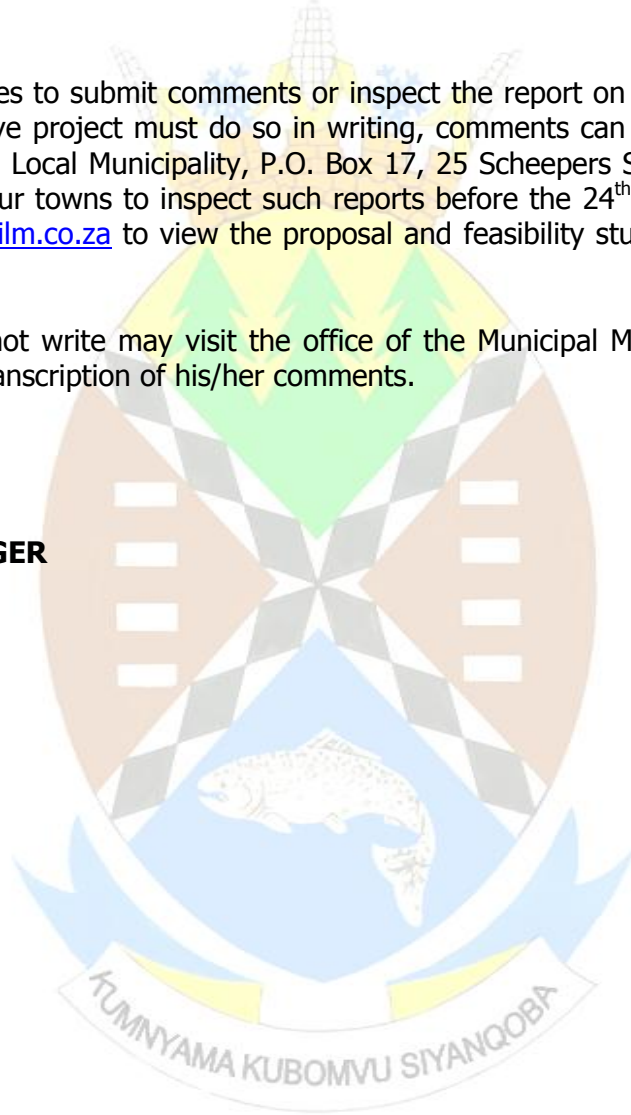 es to submit comments or inspect the report on
ve project must do so in writing, comments can
Local Municipality, P.O. Box 17, 25 Scheepers S
ur towns to inspect such reports before the 24th
ilm.co.za to view the proposal and feasibility stu
not write may visit the office of the Municipal M
anscription of his/her comments.
GER
KUMNYAMA KUBOMVU SIYANQOBA